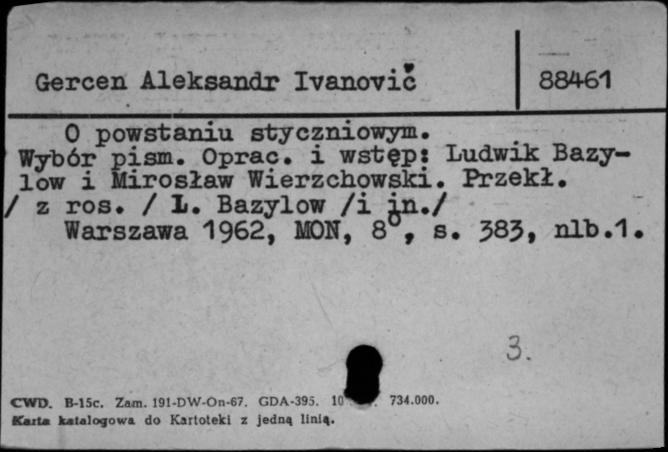 Gercen Aleksandr Ivanovič 88461
O powstaniu styczniowym.
Wybór pism. Oprac. i wstęp: Ludwik Bazy-
low i Mirosław Wierzchowski. Przekł.
/ z ros. / L. Bazylow /i in./
Warszawa 1962, MON, 8°, s. 383, nlb.1.
3.
CWD. B-15c. Zam. 191-DW-On-67. GDA-395. 10 734.000.
Karta katalogowa do Kartoteki z jedną linią.